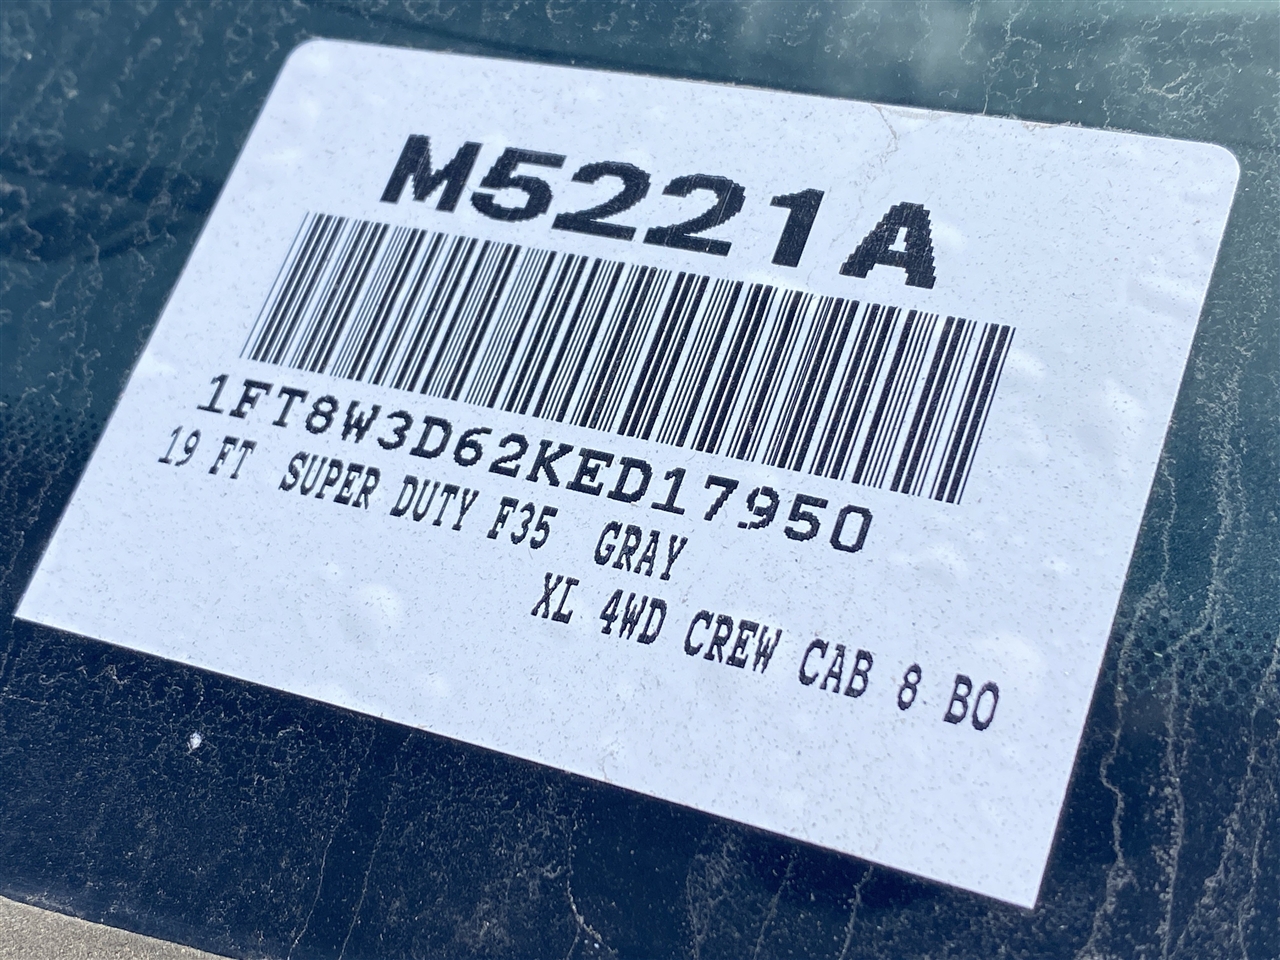 M5221A
1FT8W3D62KED17950
19 FT SUPER DUTY F35 GRAY
XL 4WD CREW CAB 8 BO